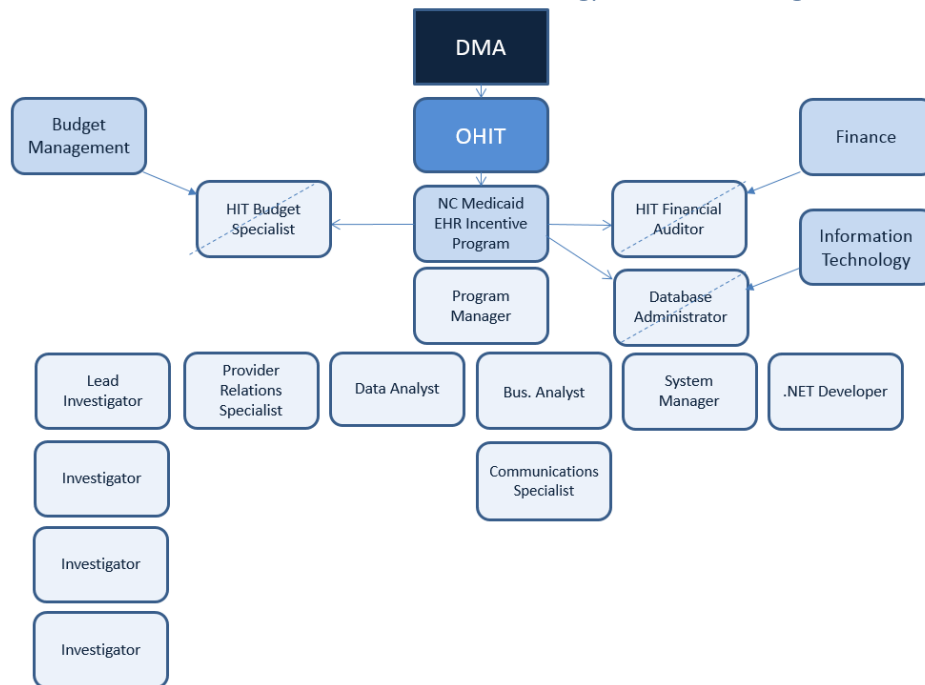 DMA
OHIT
Budget
Management
Finance
HIT Budget
Specialist
NC Medicaid
EHR Incentive
Program
HIT Financial
Auditor
Information
Technology
Program
Manager
Database
Administrator
Lead
Investigator
Provider
Relations
Specialist
Data Analyst
Bus. Analyst
System
Manager
.NET Developer
Investigator
Communications
Specialist
Investigator
Investigator